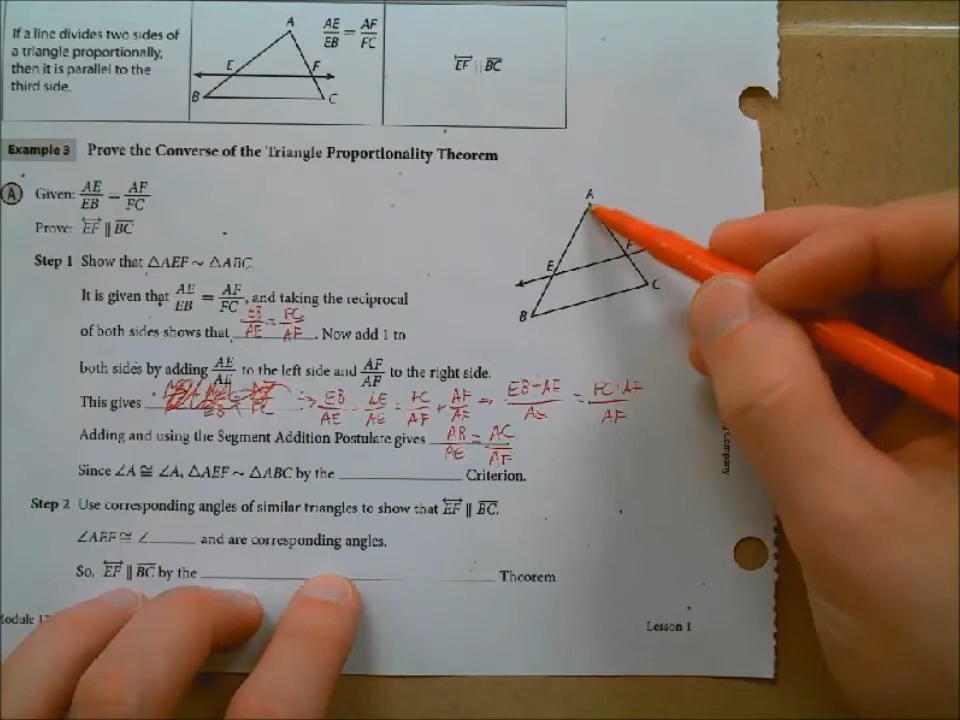 If a line divides two sides of
a triangle proportionally,
then it is parallel to the
third side.
A
E
F
B
C
AE/EB = AF/FC
EF || BC
Example 3 Prove the Converse of the Triangle Proportionality Theorem
A Given: AE/EB = AF/FC
Prove: EF || BC
Step 1 Show that △AEF ~ △ABC.
It is given that AE/EB = AF/FC, and taking the reciprocal
of both sides shows that EB/AE = FC/AF. Now add 1 to
both sides by adding AE/AE to the left side and AF/AF to the right side.
This gives → EB/AE + AE/AE = FC/AF + AF/AF → EB+AE/AE = FC+AF/AF
Adding and using the Segment Addition Postulate gives AB/AE = AC/AF
Since ∠A ≅ ∠A, △AEF ~ △ABC by the ____ Criterion.
Step 2 Use corresponding angles of similar triangles to show that EF || BC.
∠AEF ≅ ∠____ and are corresponding angles.
So, EF || BC by the ____ Theorem.
A
E
F
B
C
Company
Lesson 1